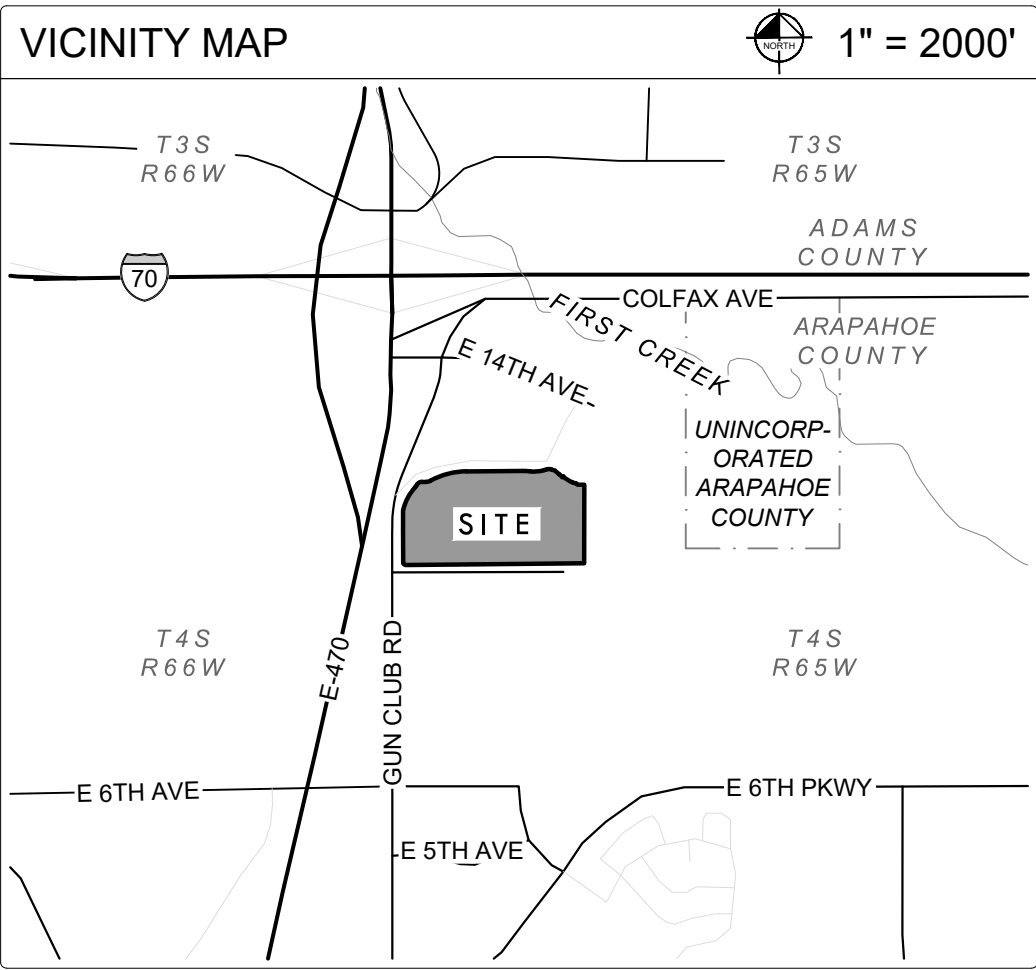 VICINITY MAP
NORTH
1" = 2000'
T3S
R66W
T3S
R65W
ADAMS
COUNTY
70
COLFAX AVE
FIRST CREEK
ARAPAHOE
COUNTY
E 14TH AVE
UNINCORP-
ORATED
ARAPAHOE
COUNTY
SITE
T4S
R66W
E-470
GUN CLUB RD
T4S
R65W
E 6TH AVE
E 6TH PKWY
E 5TH AVE